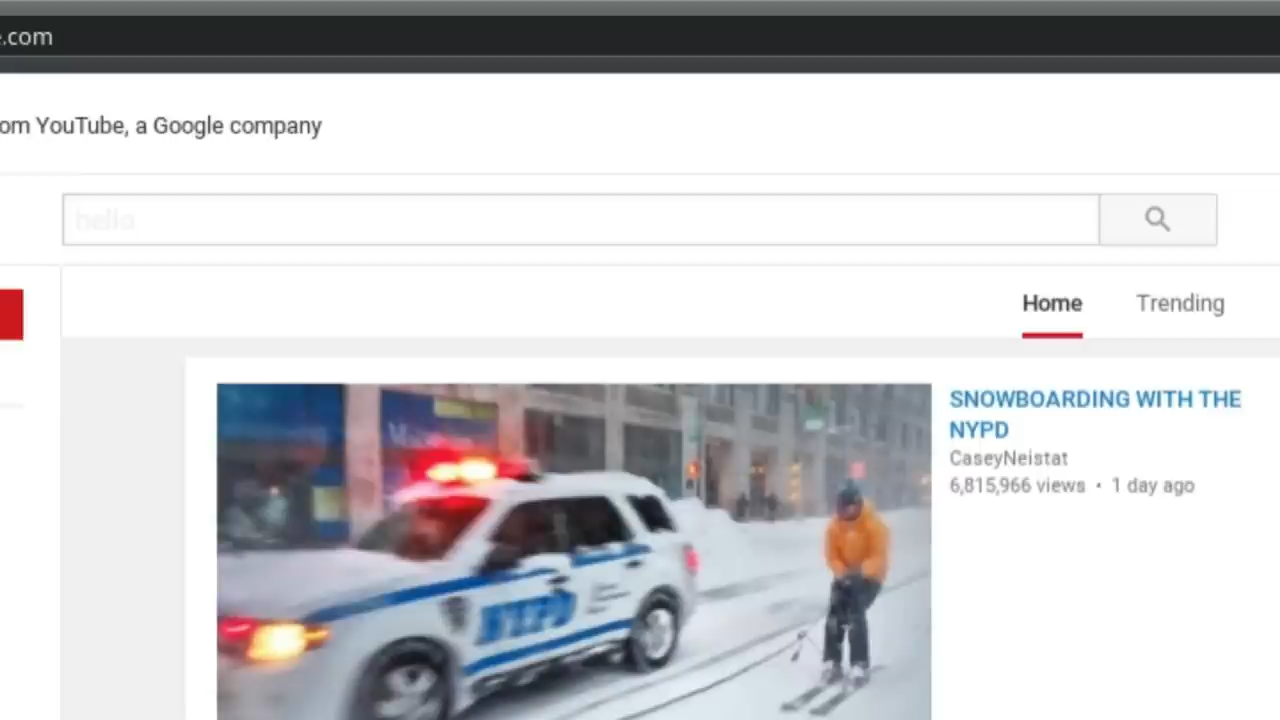 e.com
om YouTube, a Google company
hello
Home Trending
SNOWBOARDING WITH THE
NYPD
CaseyNeistat
6,815,966 views • 1 day ago
NYPD